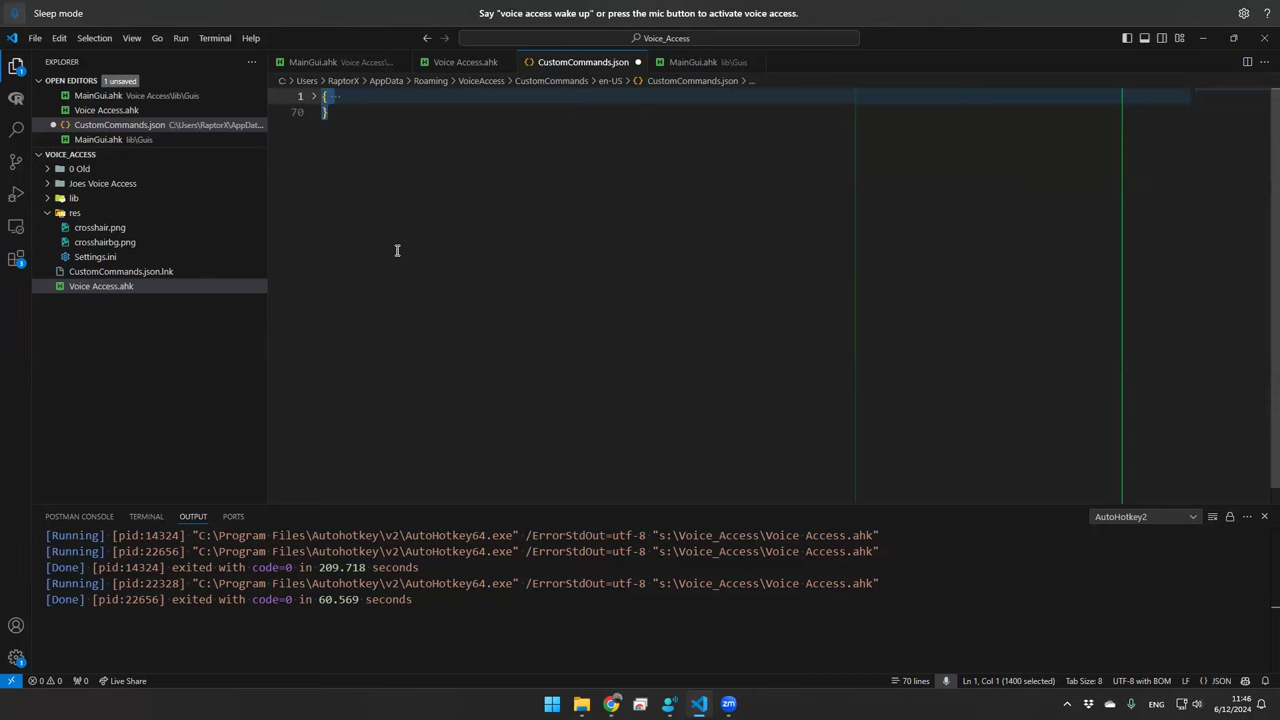 Sleep mode
Say "voice access wake up" or press the mic button to activate voice access.
File Edit Selection View Go Run Terminal Help
Voice_Access
EXPLORER
OPEN EDITORS 1 unsaved
MainGui.ahk Voice Access\lib\Guis
Voice Access.ahk
CustomCommands.json C:\Users\RaptorX\AppDat...
MainGui.ahk lib\Guis
VOICE_ACCESS
0 Old
Joes Voice Access
lib
res
crosshair.png
crosshairbg.png
Settings.ini
CustomCommands.json.lnk
Voice Access.ahk
MainGui.ahk Voice Access\...
Voice Access.ahk
CustomCommands.json
MainGui.ahk lib\Guis
C: > Users > RaptorX > AppData > Roaming > VoiceAccess > CustomCommands > en-US > CustomCommands.json > ...
1 > { ...
70 }
POSTMAN CONSOLE TERMINAL OUTPUT PORTS
AutoHotkey2
[Running] [pid:14324] "C:\Program Files\Autohotkey\v2\AutoHotkey64.exe" /ErrorStdOut=utf-8 "s:\Voice_Access\Voice Access.ahk"
[Running] [pid:22656] "C:\Program Files\Autohotkey\v2\AutoHotkey64.exe" /ErrorStdOut=utf-8 "s:\Voice_Access\Voice Access.ahk"
[Done] [pid:14324] exited with code=0 in 209.718 seconds
[Running] [pid:22328] "C:\Program Files\Autohotkey\v2\AutoHotkey64.exe" /ErrorStdOut=utf-8 "s:\Voice_Access\Voice Access.ahk"
[Done] [pid:22656] exited with code=0 in 60.569 seconds
0 0 0 Live Share
70 lines Ln 1, Col 1 (1400 selected) Tab Size: 8 UTF-8 with BOM LF {} JSON
ENG
11:46
6/12/2024